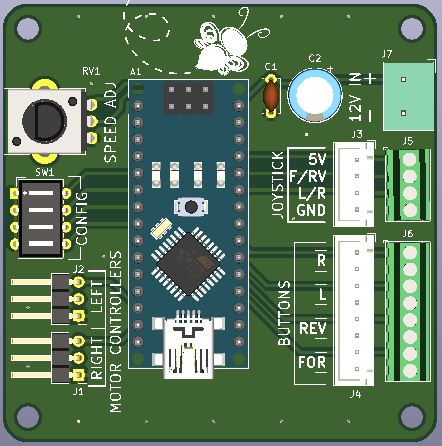 RV1
A1
C1
C2
J7
SPEED ADJ
12V IN
+
−
SW1
CONFIG
JOYSTICK
J3
5V
F/RV
L/R
GND
J5
J2
LEFT
RIGHT
J1
MOTOR CONTROLLERS
BUTTONS
R
L
REV
FOR
J4
J6